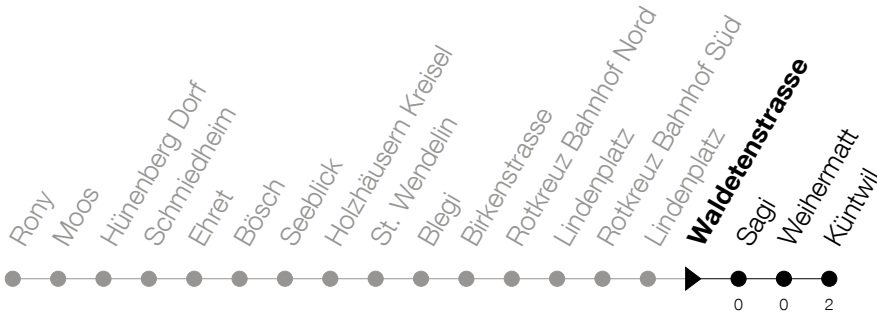 Rony
Moos
Hünenberg Dorf
Schmiedheim
Ehret
Bösch
Seeblick
Holzhäusern Kreisel
St. Wendelin
Blegi
Birkenstrasse
Rotkreuz Bahnhof Nord
Lindenplatz
Rotkreuz Bahnhof Süd
Lindenplatz
Waldetenstrasse
Sagi
Weihermatt
Küntwil
0 0 2